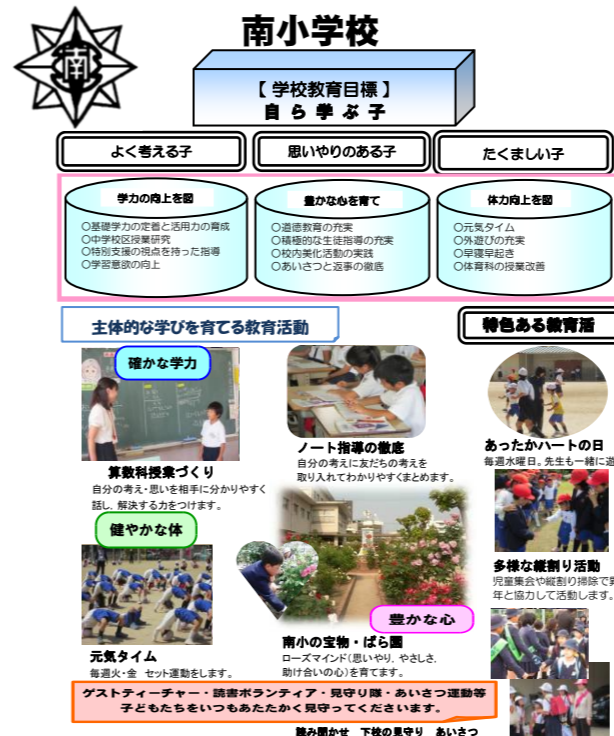 南
南小学校
【 学校教育目標 】
自 ら 学 ぶ 子
よく考える子
思いやりのある子
たくましい子
学力の向上を図
○基礎学力の定着と活用力の育成
○中学校区授業研究
○特別支援の視点を持った指導
○学習意欲の向上
豊かな心を育て
○道徳教育の充実
○積極的な生徒指導の充実
○校内美化活動の実践
○あいさつと返事の徹底
体力向上を図
○元気タイム
○外遊びの充実
○早寝早起き
○体育科の授業改善
主体的な学びを育てる教育活動
特色ある教育活
確かな学力
算数科授業づくり
自分の考え・思いを相手に分かりやすく
話し、解決する力をつけます。
ノート指導の徹底
自分の考えに友だちの考えを
取り入れてわかりやすくまとめます。
あったかハートの日
毎週水曜日。先生も一緒に遊
健やかな体
元気タイム
毎週火・金 セット運動をします。
豊かな心
南小の宝物・ばら園
ローズマインド(思いやり、やさしさ、
助け合いの心)を育てます。
多様な縦割り活動
児童集会や縦割り掃除で異
年と協力して活動します。
ゲストティーチャー・読書ボランティア・見守り隊・あいさつ運動等
子どもたちをいつもあたたかく見守ってくださいます。
読み聞かせ 下校の見守り あいさつ